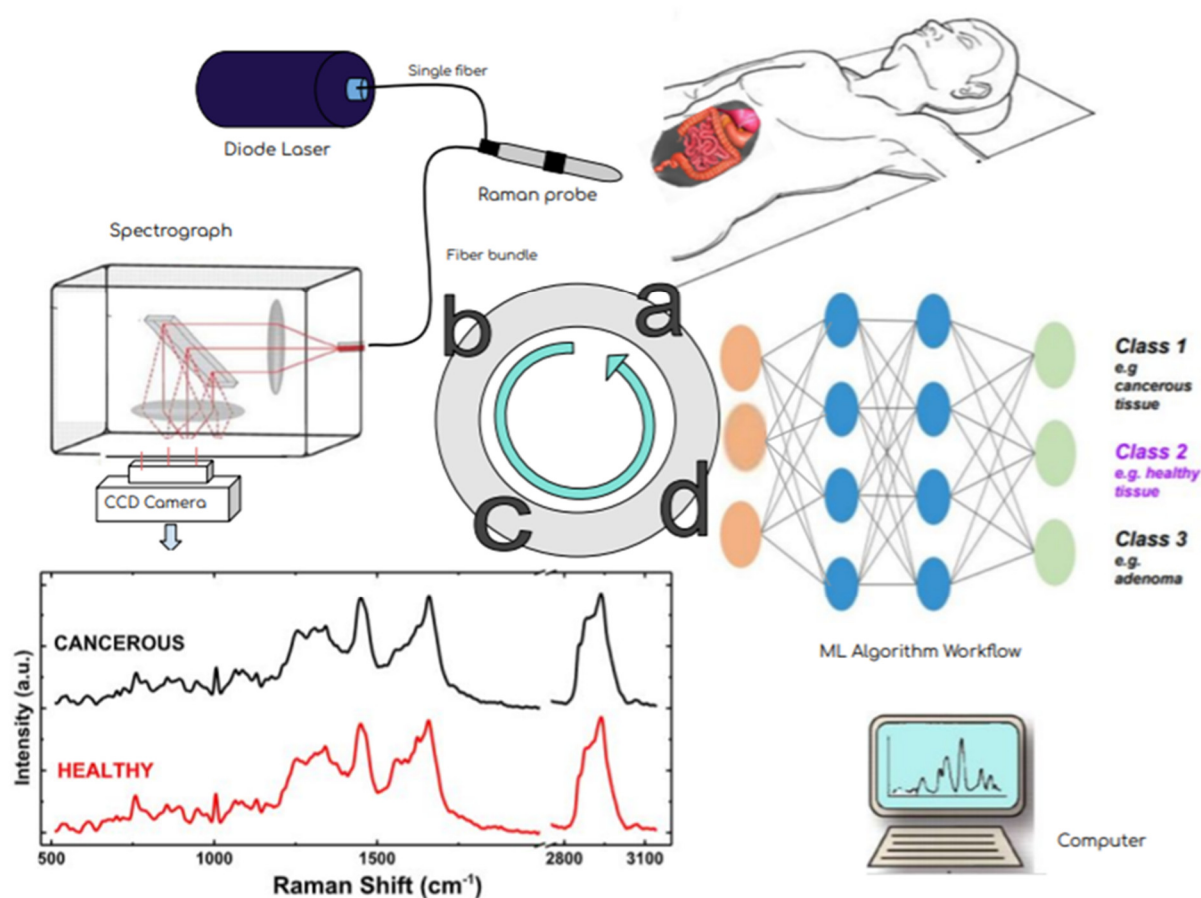 Single fiber
Diode Laser
Raman probe
Spectrograph
Fiber bundle
a
b
c
d
CCD Camera
Class 1
e.g
cancerous
tissue
Class 2
e.g. healthy
tissue
Class 3
e.g.
adenoma
ML Algorithm Workflow
CANCEROUS
HEALTHY
Intensity (a.u.)
500 1000 1500 2800 3100
Raman Shift (cm⁻¹)
Computer